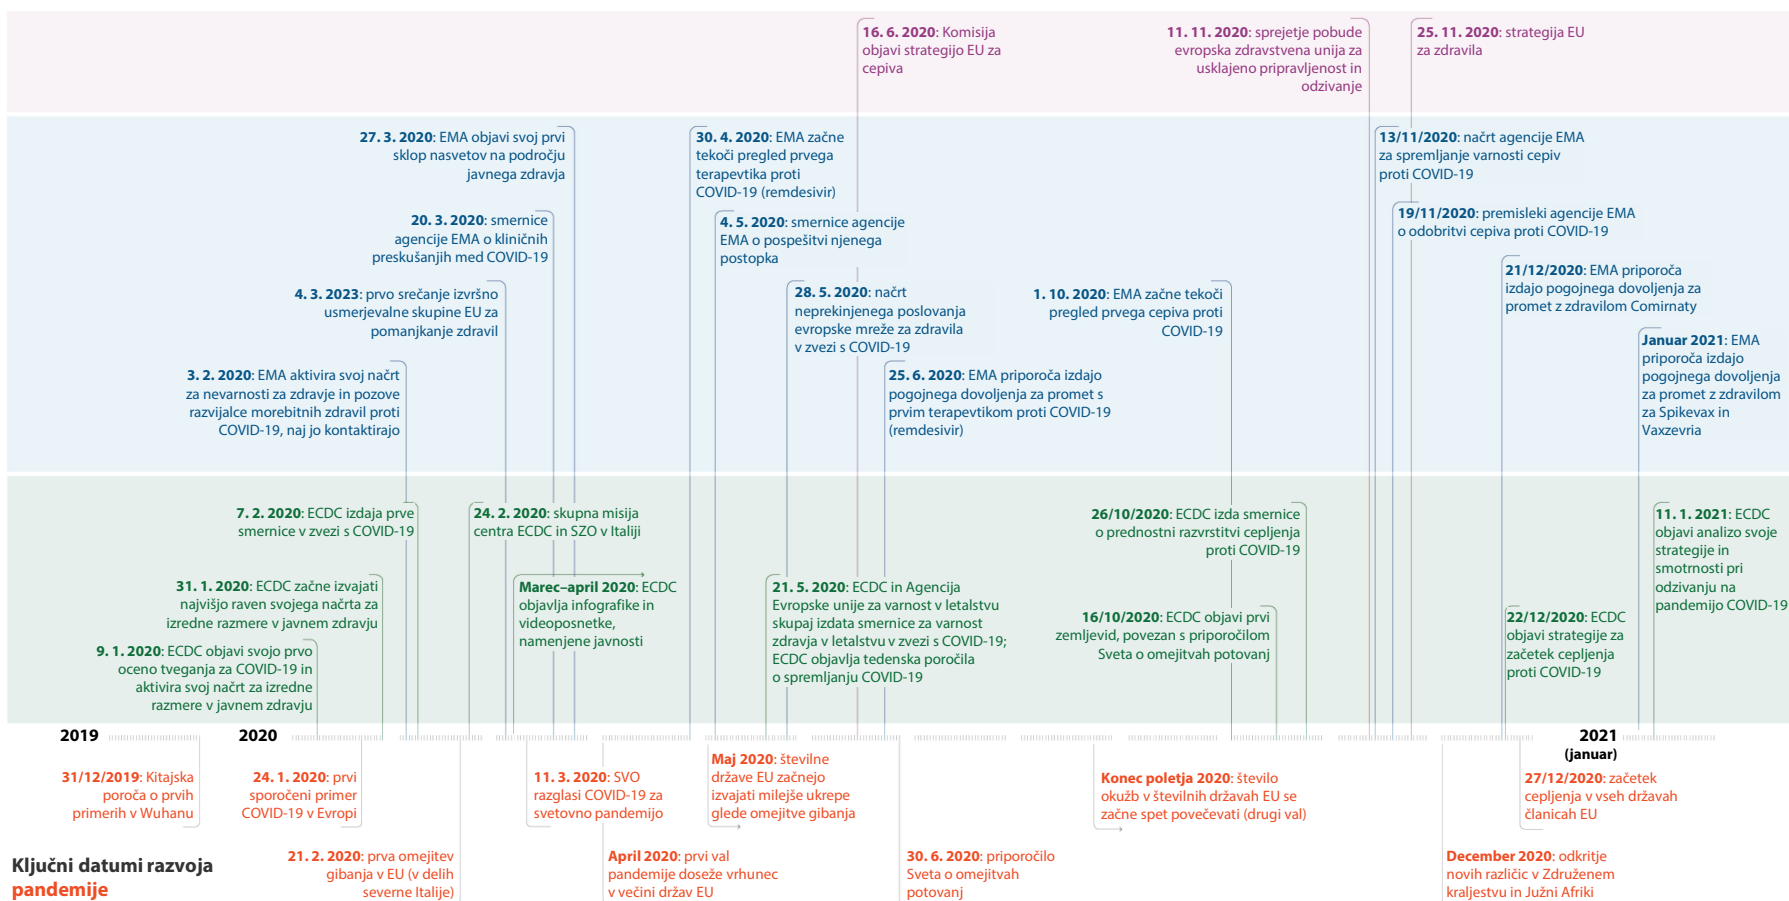 16. 6. 2020: Komisija
objavi strategijo EU za
cepiva
11. 11. 2020: sprejetje pobude
evropska zdravstvena unija za
usklajeno pripravljenost in
odzivanje
25. 11. 2020: strategija EU
za zdravila
27. 3. 2020: EMA objavi svoj prvi
sklop nasvetov na področju
javnega zdravja
30. 4. 2020: EMA začne
tekoči pregled prvega
terapevtika proti
COVID-19 (remdesivir)
13/11/2020: načrt agencije EMA
za spremljanje varnosti cepiv
proti COVID-19
20. 3. 2020: smernice
agencije EMA o kliničnih
preskušanjih med COVID-19
4. 5. 2020: smernice agencije
EMA o pospešitvi njenega
postopka
19/11/2020: premisleki agencije EMA
o odobritvi cepiva proti COVID-19
4. 3. 2023: prvo srečanje izvršno
usmerjevalne skupine EU za
pomanjkanje zdravil
28. 5. 2020: načrt
neprekinjenega poslovanja
evropske mreže za zdravila
v zvezi s COVID-19
1. 10. 2020: EMA začne tekoči
pregled prvega cepiva proti
COVID-19
21/12/2020: EMA priporoča
izdajo pogojnega dovoljenja za
promet z zdravilom Comirnaty
3. 2. 2020: EMA aktivira svoj načrt
za nevarnosti za zdravje in pozove
razvijalce morebitnih zdravil proti
COVID-19, naj jo kontaktirajo
25. 6. 2020: EMA priporoča izdajo
pogojnega dovoljenja za promet s
prvim terapevtikom proti COVID-19
(remdesivir)
Januar 2021: EMA
priporoča izdajo
pogojnega dovoljenja
za promet z zdravilom
za Spikevax in
Vaxzevria
7. 2. 2020: ECDC izdaja prve
smernice v zvezi s COVID-19
24. 2. 2020: skupna misija
centra ECDC in SZO v Italiji
26/10/2020: ECDC izda smernice
o prednostni razvrstitvi cepljenja
proti COVID-19
11. 1. 2021: ECDC
objavi analizo svoje
strategije in
smotrnosti pri
odzivanju na
pandemijo COVID-19
31. 1. 2020: ECDC začne izvajati
najvišjo raven svojega načrta za
izredne razmere v javnem zdravju
Marec–april 2020: ECDC
objavlja infografike in
videoposnetke,
namenjene javnosti
21. 5. 2020: ECDC in Agencija
Evropske unije za varnost v letalstvu
skupaj izdata smernice za varnost
zdravja v letalstvu v zvezi s COVID-19;
ECDC objavlja tedenska poročila
o spremljanju COVID-19
16/10/2020: ECDC objavi prvi
zemljevid, povezan s priporočilom
Sveta o omejitvah potovanj
22/12/2020: ECDC
objavi strategije za
začetek cepljenja
proti COVID-19
9. 1. 2020: ECDC objavi svojo prvo
oceno tveganja za COVID-19 in
aktivira svoj načrt za izredne
razmere v javnem zdravju
2019
2020
2021
(januar)
31/12/2019: Kitajska
poroča o prvih
primerih v Wuhanu
24. 1. 2020: prvi
sporočeni primer
COVID-19 v Evropi
11. 3. 2020: SVO
razglasi COVID-19 za
svetovno pandemijo
Maj 2020: številne
države EU začnejo
izvajati milejše ukrepe
glede omejitve gibanja
Konec poletja 2020: število
okužb v številnih državah EU se
začne spet povečevati (drugi val)
27/12/2020: začetek
cepljenja v vseh državah
članicah EU
21. 2. 2020: prva omejitev
gibanja v EU (v delih
severne Italije)
April 2020: prvi val
pandemije doseže vrhunec
v večini držav EU
30. 6. 2020: priporočilo
Sveta o omejitvah
potovanj
December 2020: odkritje
novih različic v Združenem
kraljestvu in Južni Afriki
Ključni datumi razvoja
pandemije